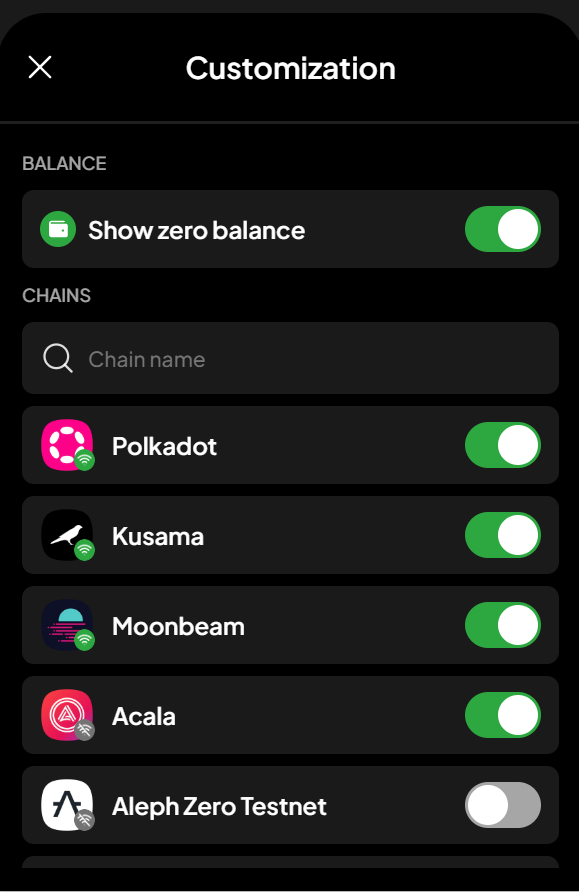 Customization
BALANCE
Show zero balance
CHAINS
Chain name
Polkadot
Kusama
Moonbeam
Acala
Aleph Zero Testnet